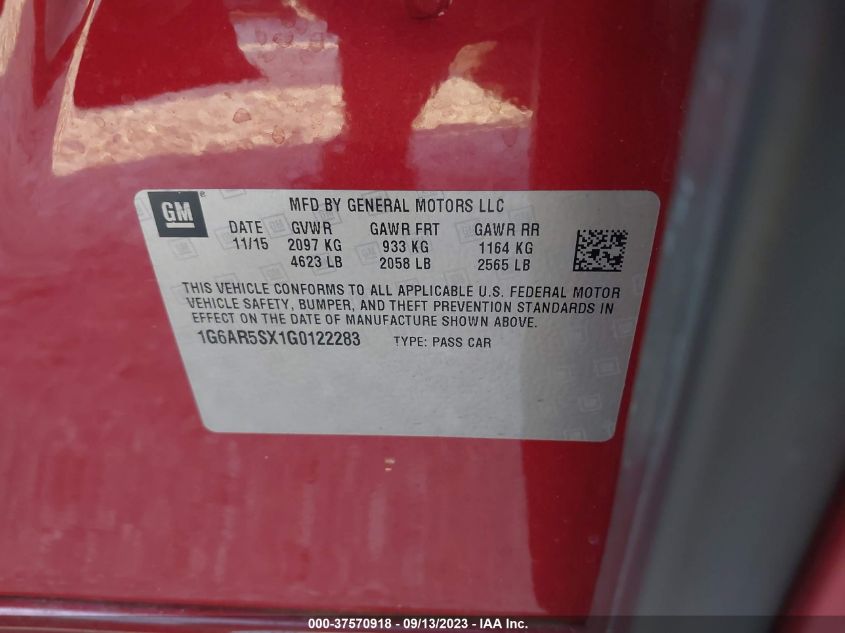 GM
MFD BY GENERAL MOTORS LLC
DATE GVWR GAWR FRT GAWR RR
11/15 2097 KG 933 KG 1164 KG
4623 LB 2058 LB 2565 LB
THIS VEHICLE CONFORMS TO ALL APPLICABLE U.S. FEDERAL MOTOR
VEHICLE SAFETY, BUMPER, AND THEFT PREVENTION STANDARDS IN
EFFECT ON THE DATE OF MANUFACTURE SHOWN ABOVE.
1G6AR5SX1G0122283 TYPE: PASS CAR
000-37570918 - 09/13/2023 - IAA Inc.